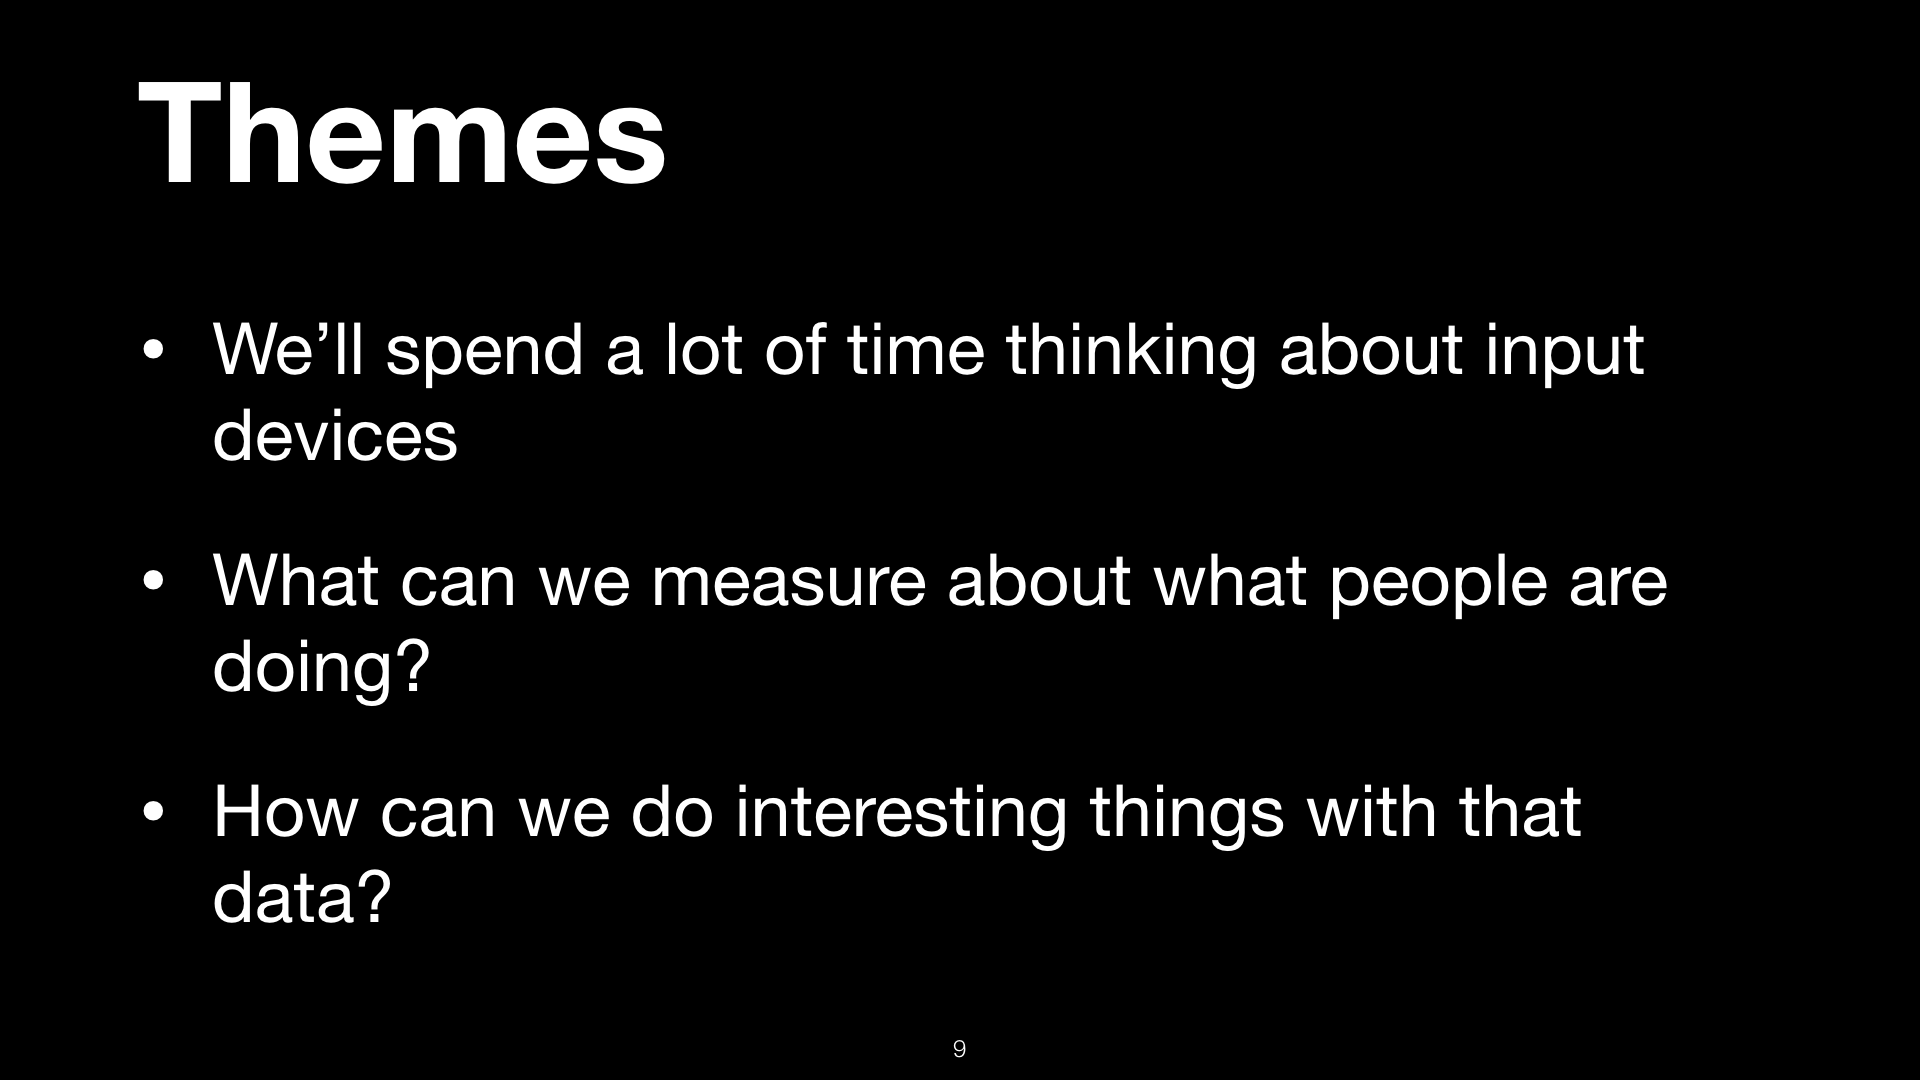 Themes
• We’ll spend a lot of time thinking about input
devices
• What can we measure about what people are
doing?
• How can we do interesting things with that
data?
9